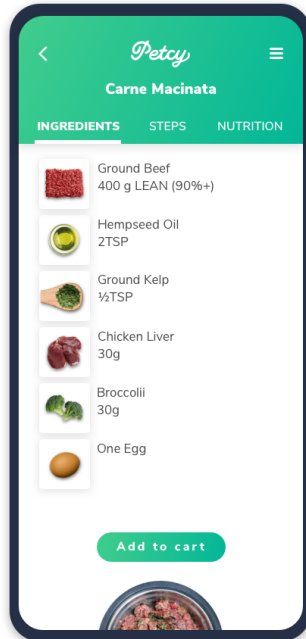 Petcy
Carne Macinata
INGREDIENTS STEPS NUTRITION
Ground Beef
400 g LEAN (90%+)
Hempseed Oil
2TSP
Ground Kelp
½TSP
Chicken Liver
30g
Broccolii
30g
One Egg
Add to cart